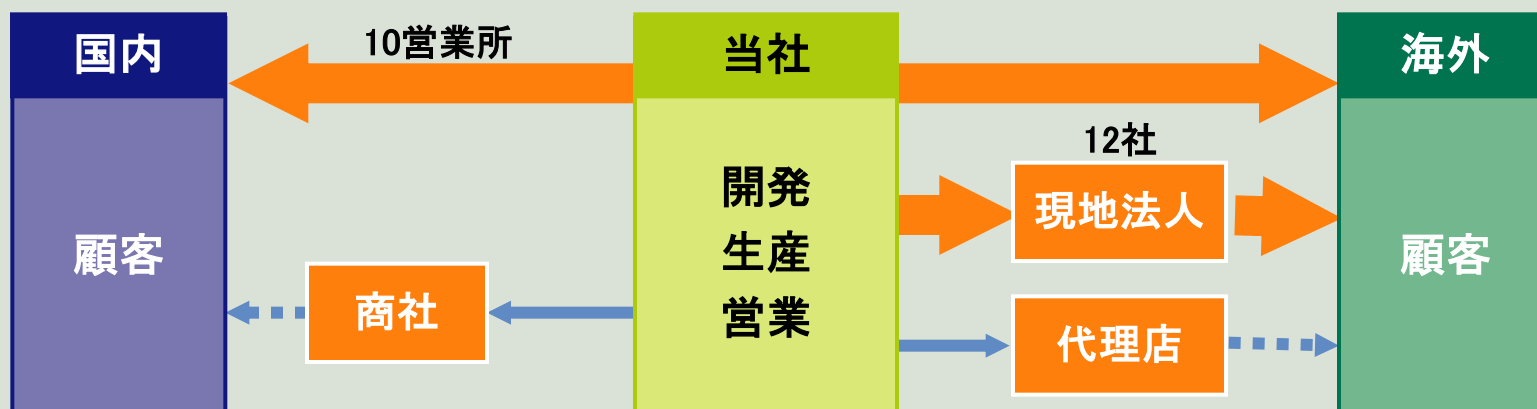 国内
10営業所
当社
海外
12社
開発
現地法人
顧客
生産
顧客
商社
営業
代理店